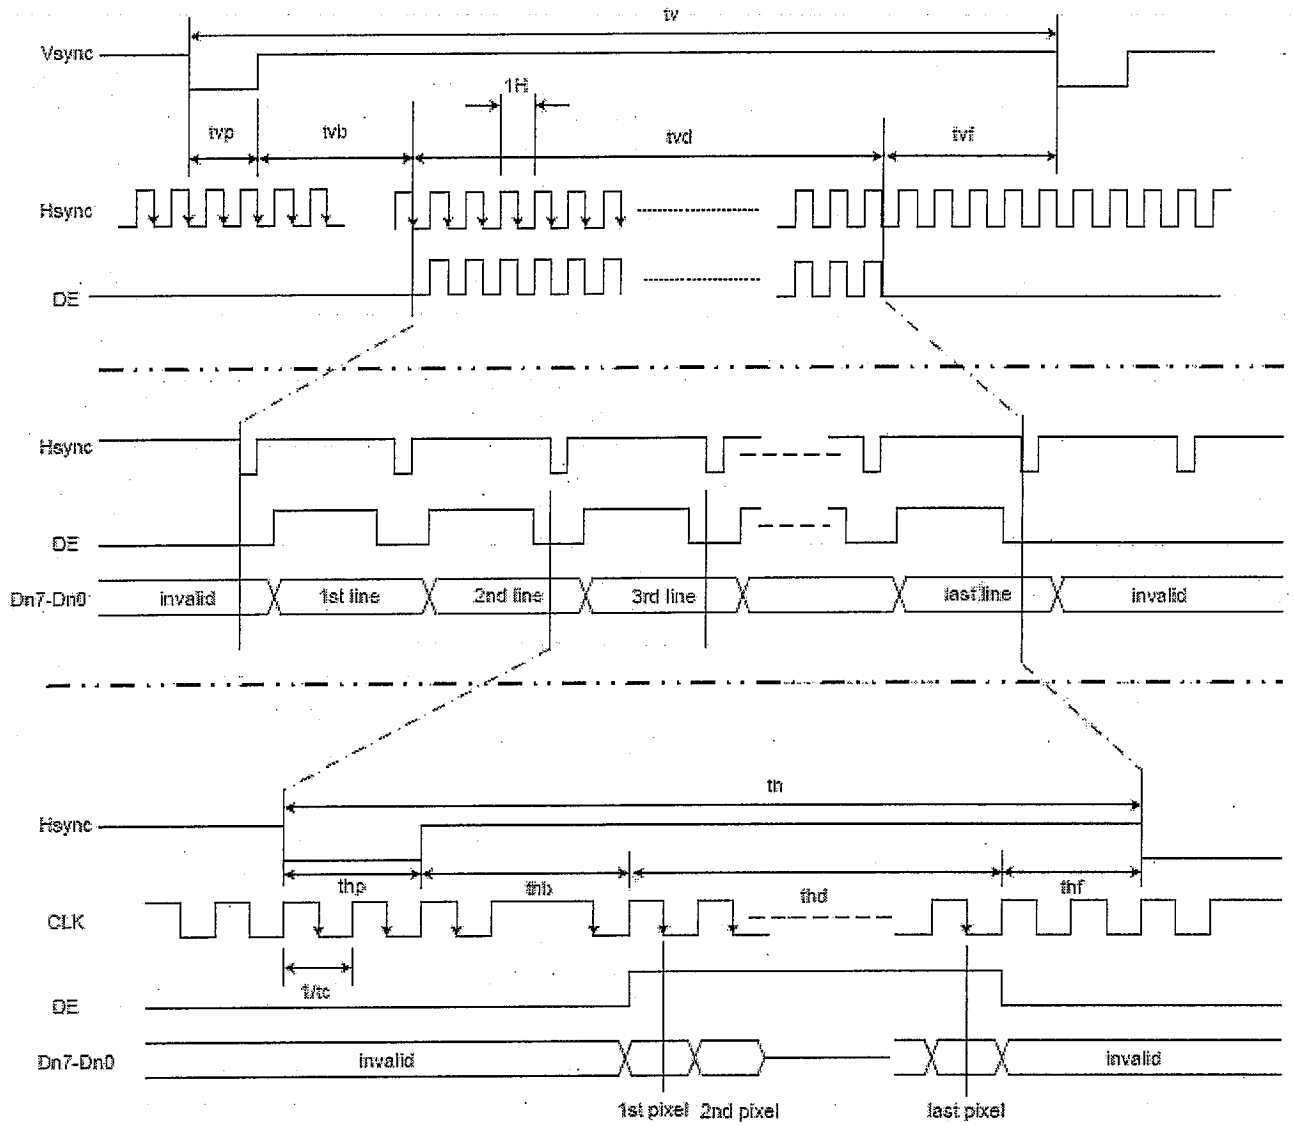 tv
Vsync
1H
tvp
tvb
tvd
tvf
Hsync
DE
Hsync
DE
Dn7-Dn0
invalid
1st line
2nd line
3rd line
last line
invalid
th
Hsync
thp
thb
thd
thf
CLK
1/tc
DE
Dn7-Dn0
invalid
invalid
1st pixel
2nd pixel
last pixel